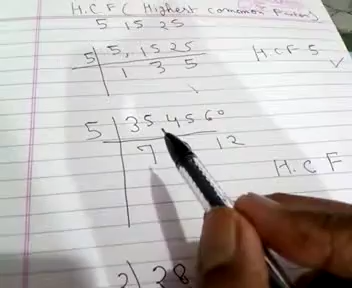 H.C.F ( Highest common Factor)
5 15 25
5 | 5, 15 25 H C F 5 ✓
1 3 5
5 | 35 45 60
7 12 H.C.F
2 | 28